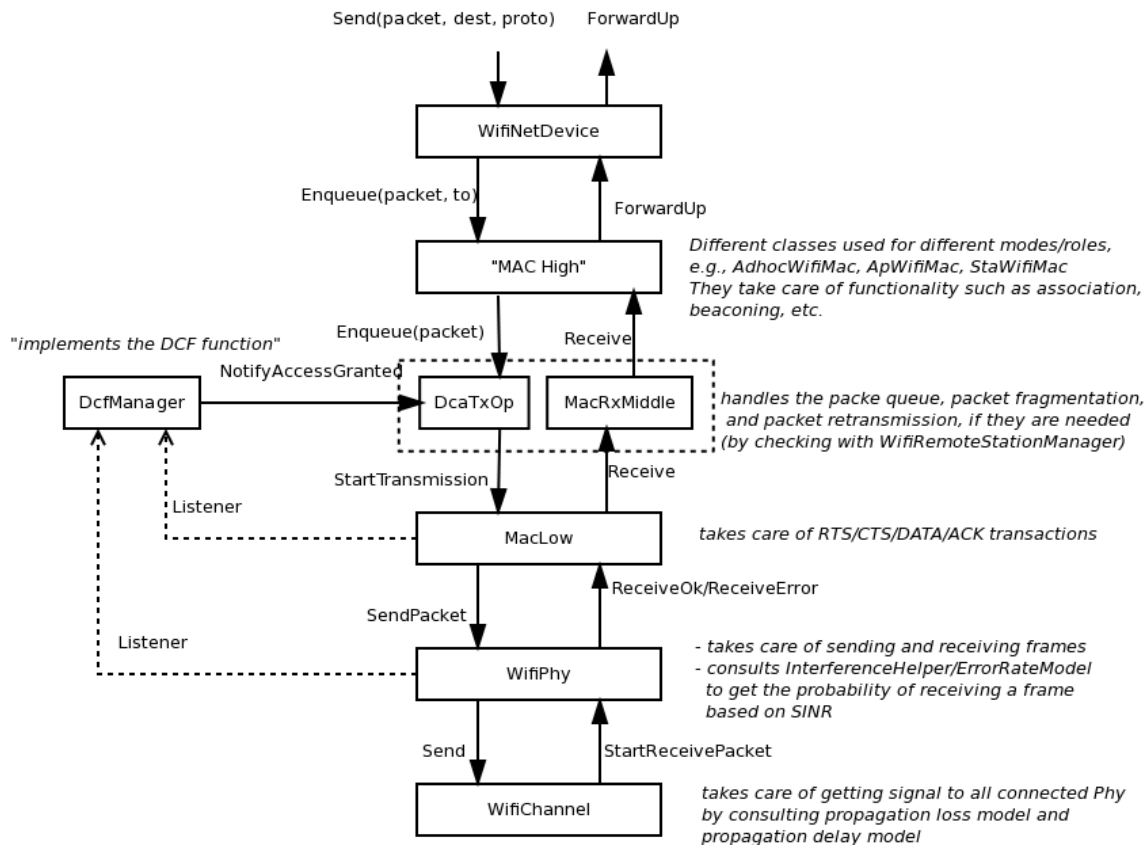 Send(packet, dest, proto)
ForwardUp
WifiNetDevice
Enqueue(packet, to)
ForwardUp
Different classes used for different modes/roles,
e.g., AdhocWifiMac, ApWifiMac, StaWifiMac
They take care of functionality such as association,
beaconing, etc.
"MAC High"
Enqueue(packet)
Receive
"implements the DCF function"
NotifyAccessGranted
DcfManager
DcaTxOp
MacRxMiddle
handles the packe queue, packet fragmentation,
and packet retransmission, if they are needed
(by checking with WifiRemoteStationManager)
StartTransmission
Receive
Listener
MacLow
takes care of RTS/CTS/DATA/ACK transactions
ReceiveOk/ReceiveError
SendPacket
Listener
WifiPhy
- takes care of sending and receiving frames
- consults InterferenceHelper/ErrorRateModel
to get the probability of receiving a frame
based on SINR
Send
StartReceivePacket
WifiChannel
takes care of getting signal to all connected Phy
by consulting propagation loss model and
propagation delay model